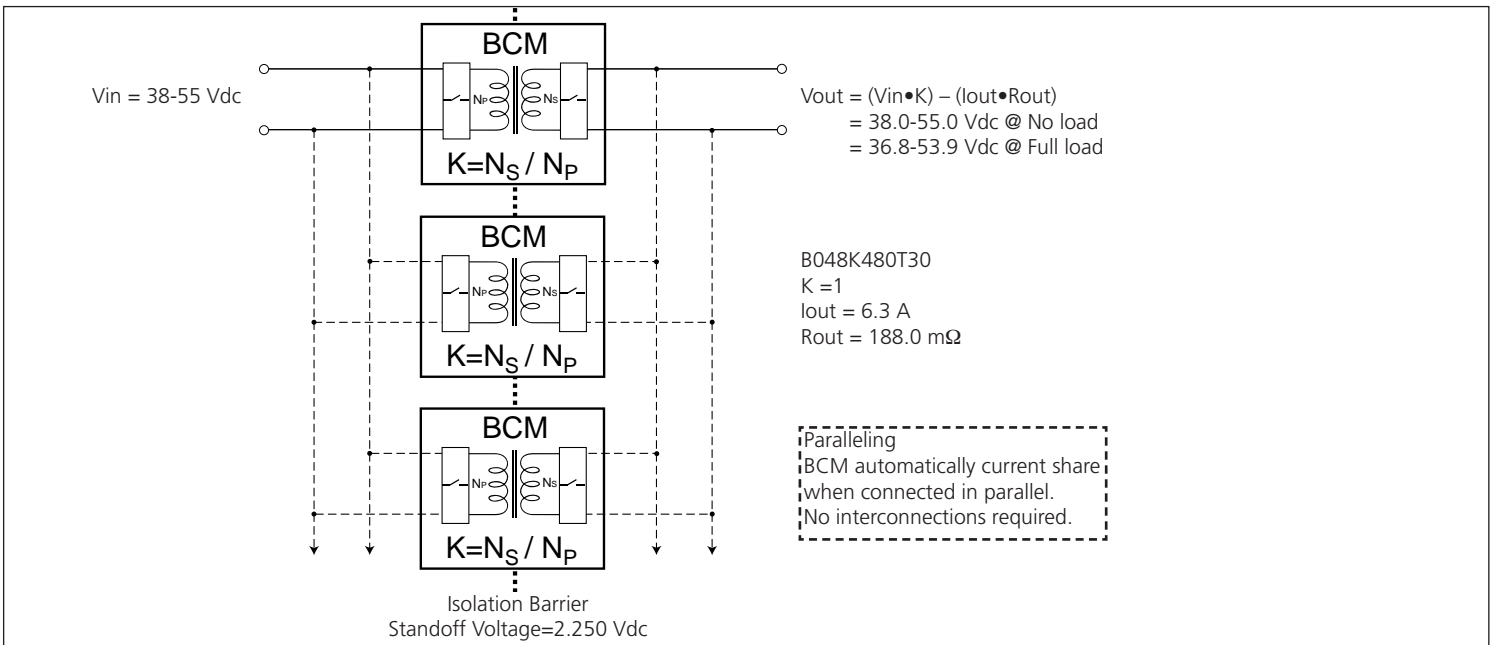 BCM
Vin = 38-55 Vdc
NP
NS
K=NS / NP
Vout = (Vin•K) – (Iout•Rout)
= 38.0-55.0 Vdc @ No load
= 36.8-53.9 Vdc @ Full load
BCM
NP
NS
K=NS / NP
B048K480T30
K =1
Iout = 6.3 A
Rout = 188.0 mΩ
BCM
NP
NS
K=NS / NP
Paralleling
BCM automatically current share
when connected in parallel.
No interconnections required.
Isolation Barrier
Standoff Voltage=2.250 Vdc